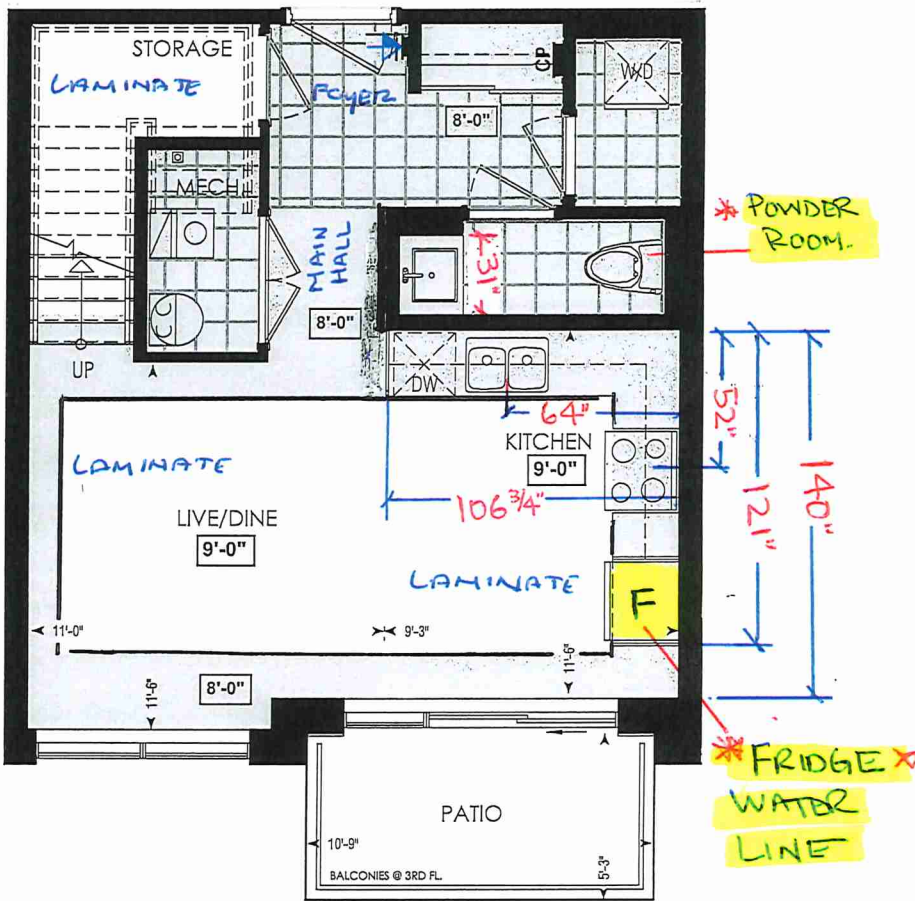 STORAGE
LAMINATE
FOYER
CP
W/D
8'-0"
MECH
MAIN
HALL
8'-0"
31"
* POWDER
ROOM.
UP
DW
64"
52"
KITCHEN
9'-0"
LAMINATE
106 3/4"
121"
140"
LIVE/DINE
9'-0"
LAMINATE
F
11'-0"
9'-3"
11'-6"
8'-0"
11'-6"
* FRIDGE *
WATER
LINE
PATIO
10'-9"
5'-3"
BALCONIES @ 3RD FL.